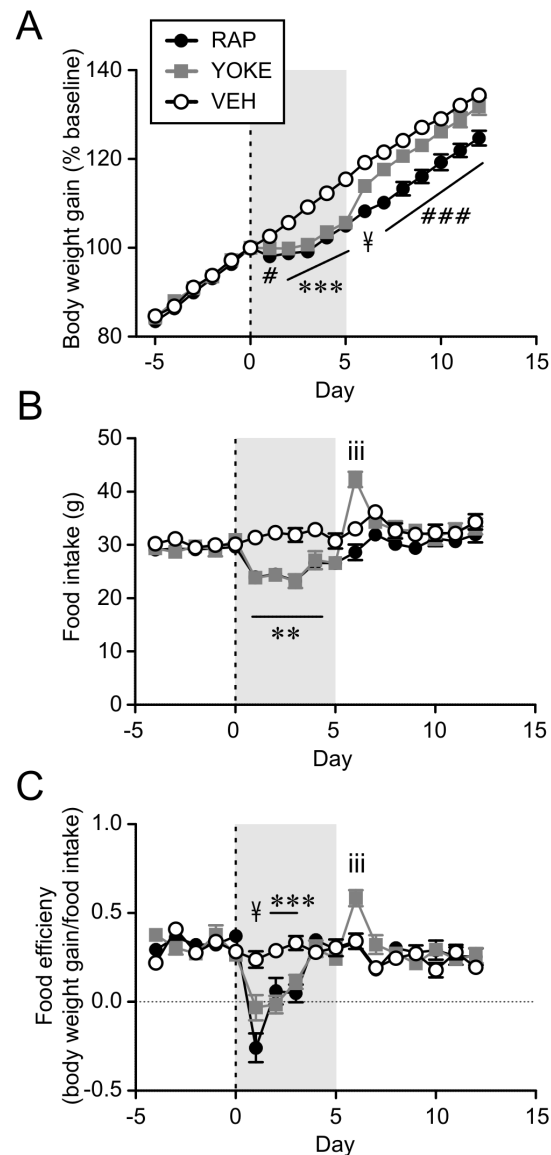 A
RAP
YOKE
VEH
Body weight gain (% baseline)
140
120
100
80
#
***
¥
###
-5
0
5
10
15
Day
B
Food intake (g)
50
40
30
20
10
0
iii
**
-5
0
5
10
15
Day
C
Food efficieny
(body weight gain/food intake)
1.0
0.5
0.0
-0.5
¥
***
iii
-5
0
5
10
15
Day